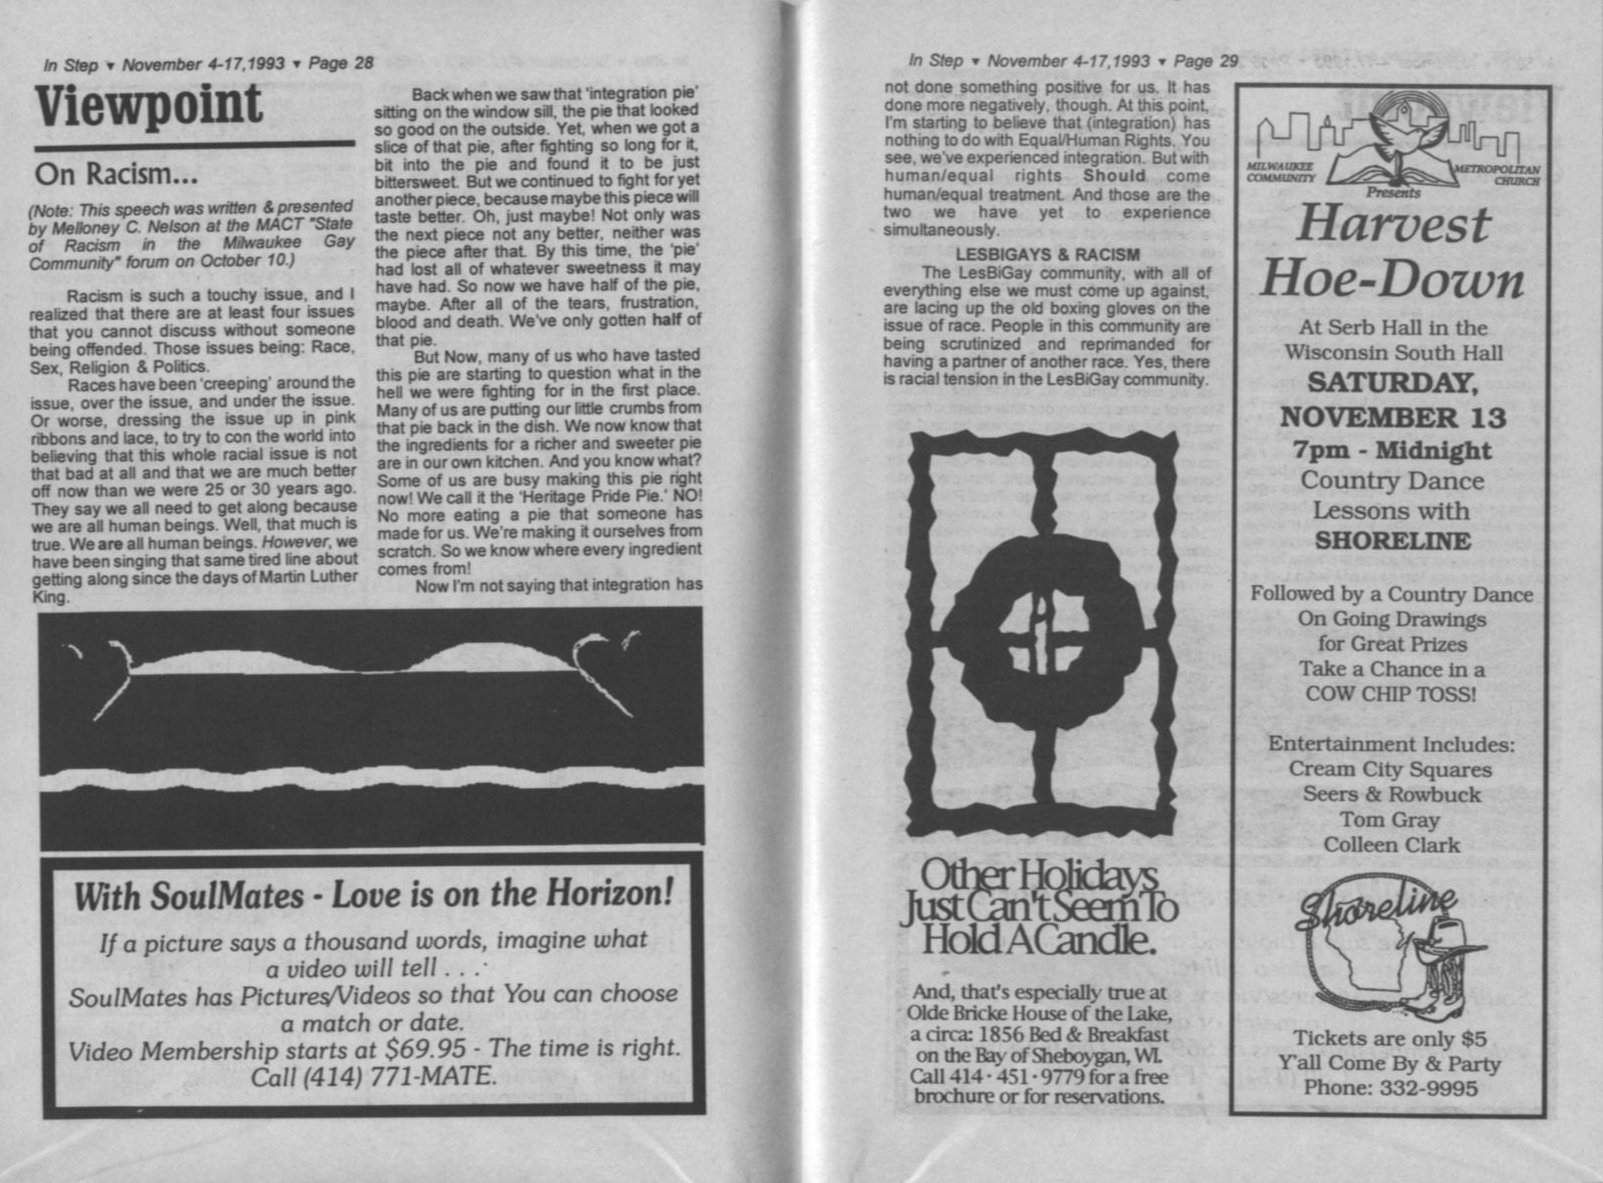 In Step ▼ November 4-17,1993 ▼ Page 28
Viewpoint
On Racism...
(Note: This speech was written & presented
by Melloney C. Nelson at the MACT "State
of Racism in the Milwaukee Gay
Community" forum on October 10.)
Racism is such a touchy issue, and I
realized that there are at least four issues
that you cannot discuss without someone
being offended. Those issues being: Race,
Sex, Religion & Politics.
Races have been 'creeping' around the
issue, over the issue, and under the issue.
Or worse, dressing the issue up in pink
ribbons and lace, to try to con the world into
believing that this whole racial issue is not
that bad at all and that we are much better
off now than we were 25 or 30 years ago.
They say we all need to get along because
we are all human beings. Well, that much is
true. We are all human beings. However, we
have been singing that same tired line about
getting along since the days of Martin Luther
King.
Back when we saw that 'integration pie'
sitting on the window sill, the pie that looked
so good on the outside. Yet, when we got a
slice of that pie, after fighting so long for it,
bit into the pie and found it to be just
bittersweet. But we continued to fight for yet
another piece, because maybe this piece will
taste better. Oh, just maybe! Not only was
the next piece not any better, neither was
the piece after that. By this time, the 'pie'
had lost all of whatever sweetness it may
have had. So now we have half of the pie,
maybe. After all of the tears, frustration,
blood and death. We've only gotten half of
that pie.
But Now, many of us who have tasted
this pie are starting to question what in the
hell we were fighting for in the first place.
Many of us are putting our little crumbs from
that pie back in the dish. We now know that
the ingredients for a richer and sweeter pie
are in our own kitchen. And you know what?
Some of us are busy making this pie right
now! We call it the 'Heritage Pride Pie.' NO!
No more eating a pie that someone has
made for us. We're making it ourselves from
scratch. So we know where every ingredient
comes from!
Now I'm not saying that integration has
With SoulMates - Love is on the Horizon!
If a picture says a thousand words, imagine what
a video will tell . . .
SoulMates has Pictures/Videos so that You can choose
a match or date.
Video Membership starts at $69.95 - The time is right.
Call (414) 771-MATE.
In Step ▼ November 4-17,1993 ▼ Page 29
not done something positive for us. It has
done more negatively, though. At this point,
I'm starting to believe that (integration) has
nothing to do with Equal/Human Rights. You
see, we've experienced integration. But with
human/equal rights Should come
human/equal treatment. And those are the
two we have yet to experience
simultaneously.
LESBIGAYS & RACISM
The LesBiGay community, with all of
everything else we must come up against,
are lacing up the old boxing gloves on the
issue of race. People in this community are
being scrutinized and reprimanded for
having a partner of another race. Yes, there
is racial tension in the LesBiGay community.
Other Holidays
Just Can't Seem To
Hold A Candle.
And, that's especially true at
Olde Bricke House of the Lake,
a circa: 1856 Bed & Breakfast
on the Bay of Sheboygan, WI.
Call 414 · 451 · 9779 for a free
brochure or for reservations.
MILWAUKEE METROPOLITAN
COMMUNITY CHURCH
Presents
Harvest
Hoe-Down
At Serb Hall in the
Wisconsin South Hall
SATURDAY,
NOVEMBER 13
7pm - Midnight
Country Dance
Lessons with
SHORELINE
Followed by a Country Dance
On Going Drawings
for Great Prizes
Take a Chance in a
COW CHIP TOSS!
Entertainment Includes:
Cream City Squares
Seers & Rowbuck
Tom Gray
Colleen Clark
Shoreline
Tickets are only $5
Y'all Come By & Party
Phone: 332-9995